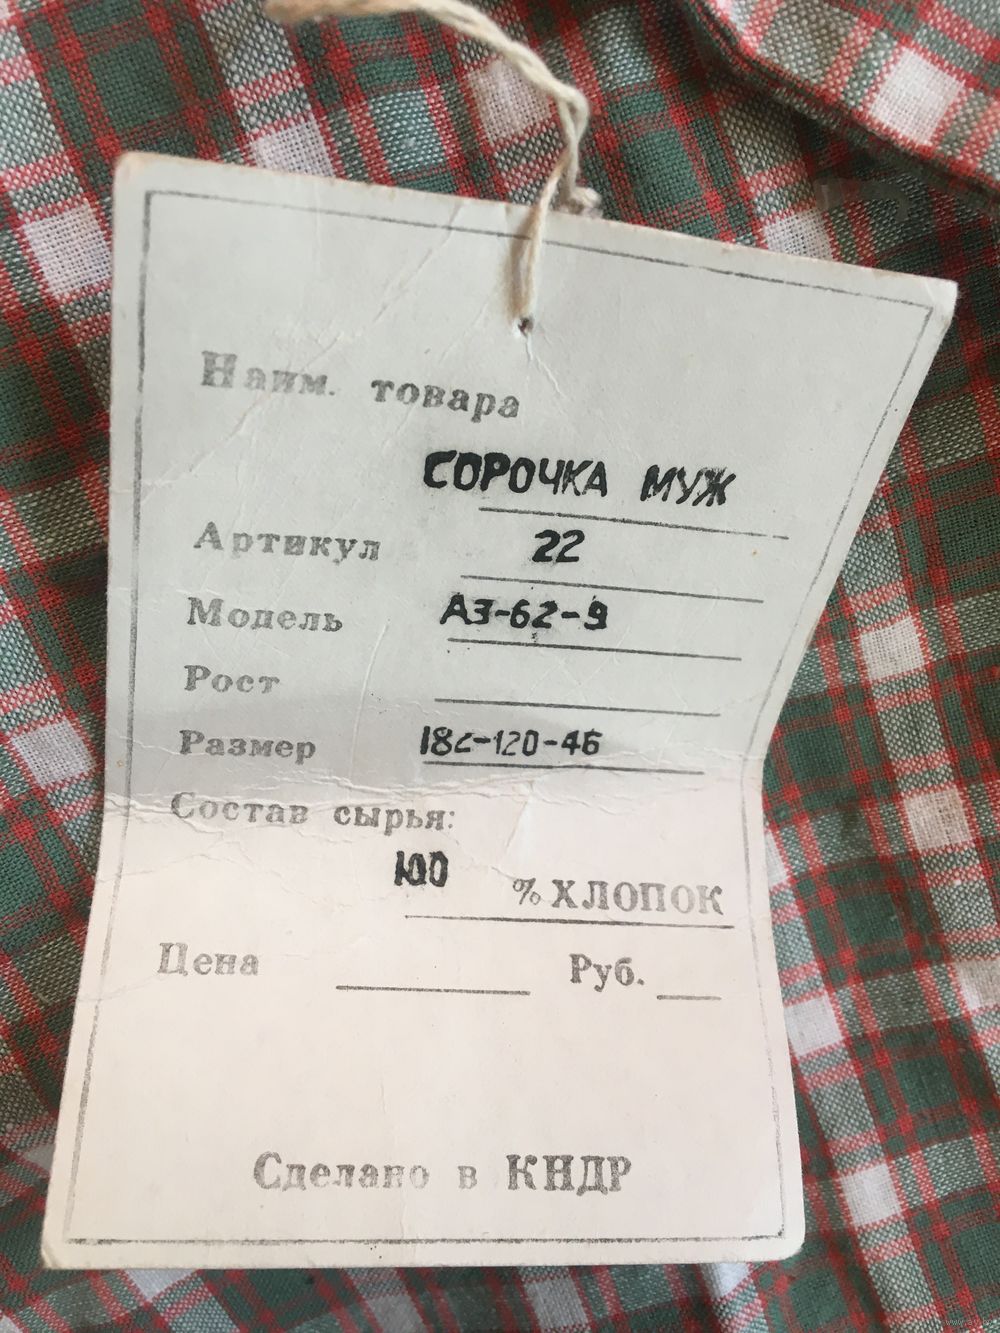 Наим. товара
СОРОЧКА МУЖ
Артикул 22
Модель АЗ-62-9
Рост
Размер 182-120-46
Состав сырья:
100 % ХЛОПОК
Цена Руб.
Сделано в КНДР